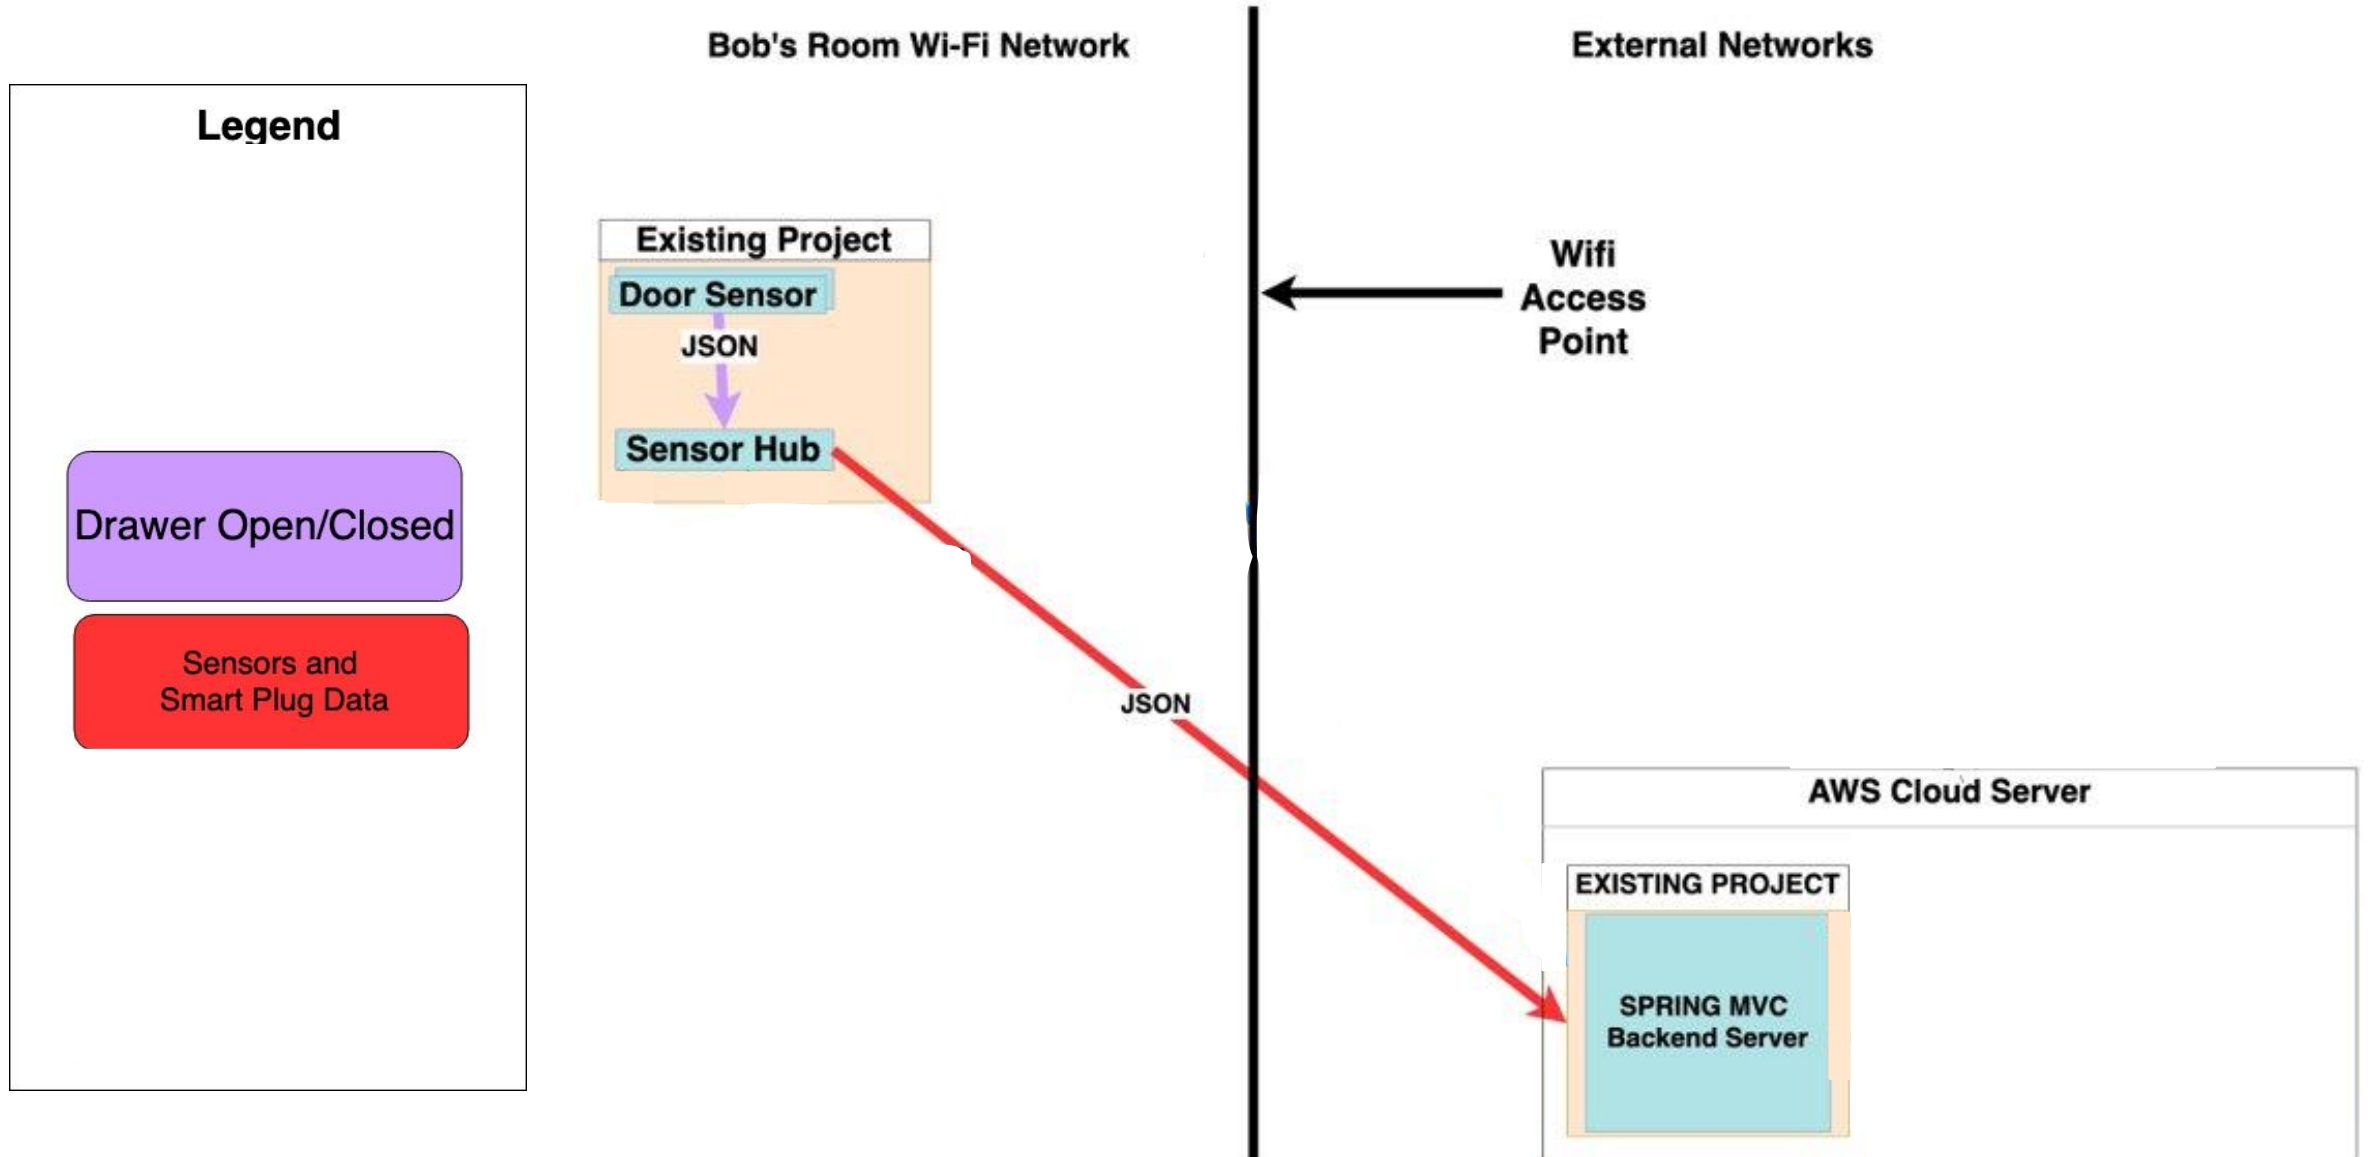 Bob's Room Wi-Fi Network
External Networks
Legend
Drawer Open/Closed
Sensors and
Smart Plug Data
Existing Project
Door Sensor
JSON
Sensor Hub
JSON
Wifi
Access
Point
AWS Cloud Server
EXISTING PROJECT
SPRING MVC
Backend Server